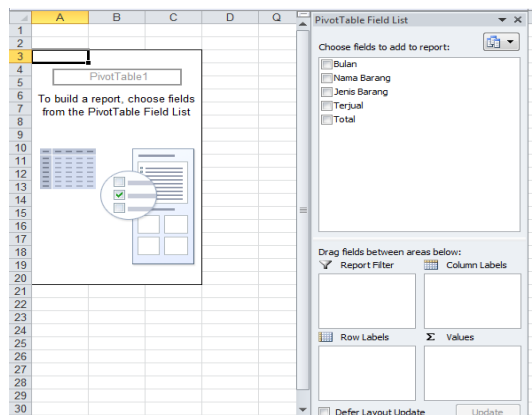 A B C D Q
PivotTable Field List
1
2
3
4
5
6
7
8
9
10
11
12
13
14
15
16
17
18
19
20
21
22
23
24
25
26
27
28
29
30
PivotTable1
To build a report, choose fields
from the PivotTable Field List
Choose fields to add to report:
Bulan
Nama Barang
Jenis Barang
Terjual
Total
Drag fields between areas below:
Report Filter Column Labels
Row Labels Σ Values
Defer Layout Update Update